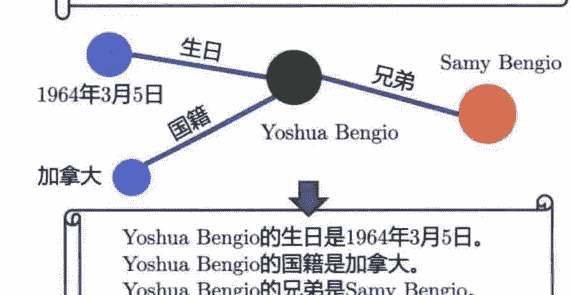 生日
兄弟
Samy Bengio
1964年3月5日
国籍
Yoshua Bengio
加拿大
Yoshua Bengio的生日是1964年3月5日。
Yoshua Bengio的国籍是加拿大。
Yoshua Bengio的兄弟是Samy Bengio。